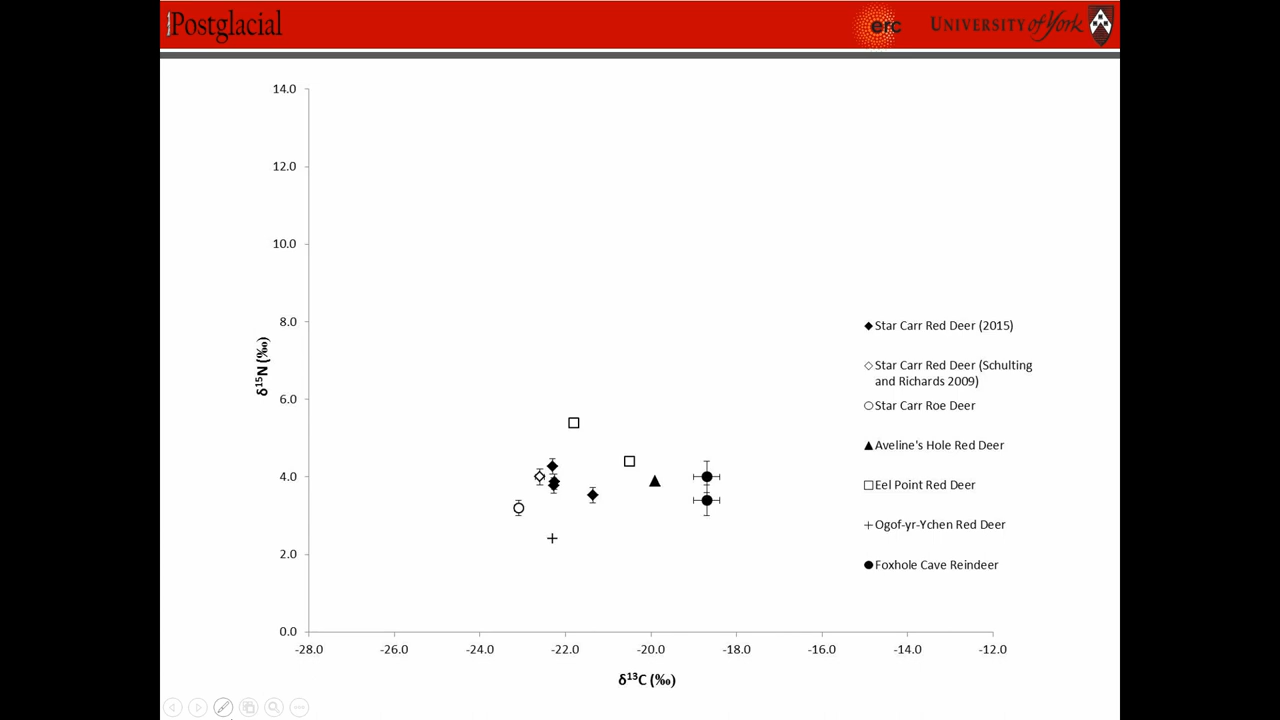 Postglacial
erc
UNIVERSITY of York
14.0
12.0
10.0
8.0
6.0
4.0
2.0
0.0
δ15N (‰)
-28.0 -26.0 -24.0 -22.0 -20.0 -18.0 -16.0 -14.0 -12.0
δ13C (‰)
Star Carr Red Deer (2015)
Star Carr Red Deer (Schulting
and Richards 2009)
Star Carr Roe Deer
Aveline's Hole Red Deer
Eel Point Red Deer
Ogof-yr-Ychen Red Deer
Foxhole Cave Reindeer